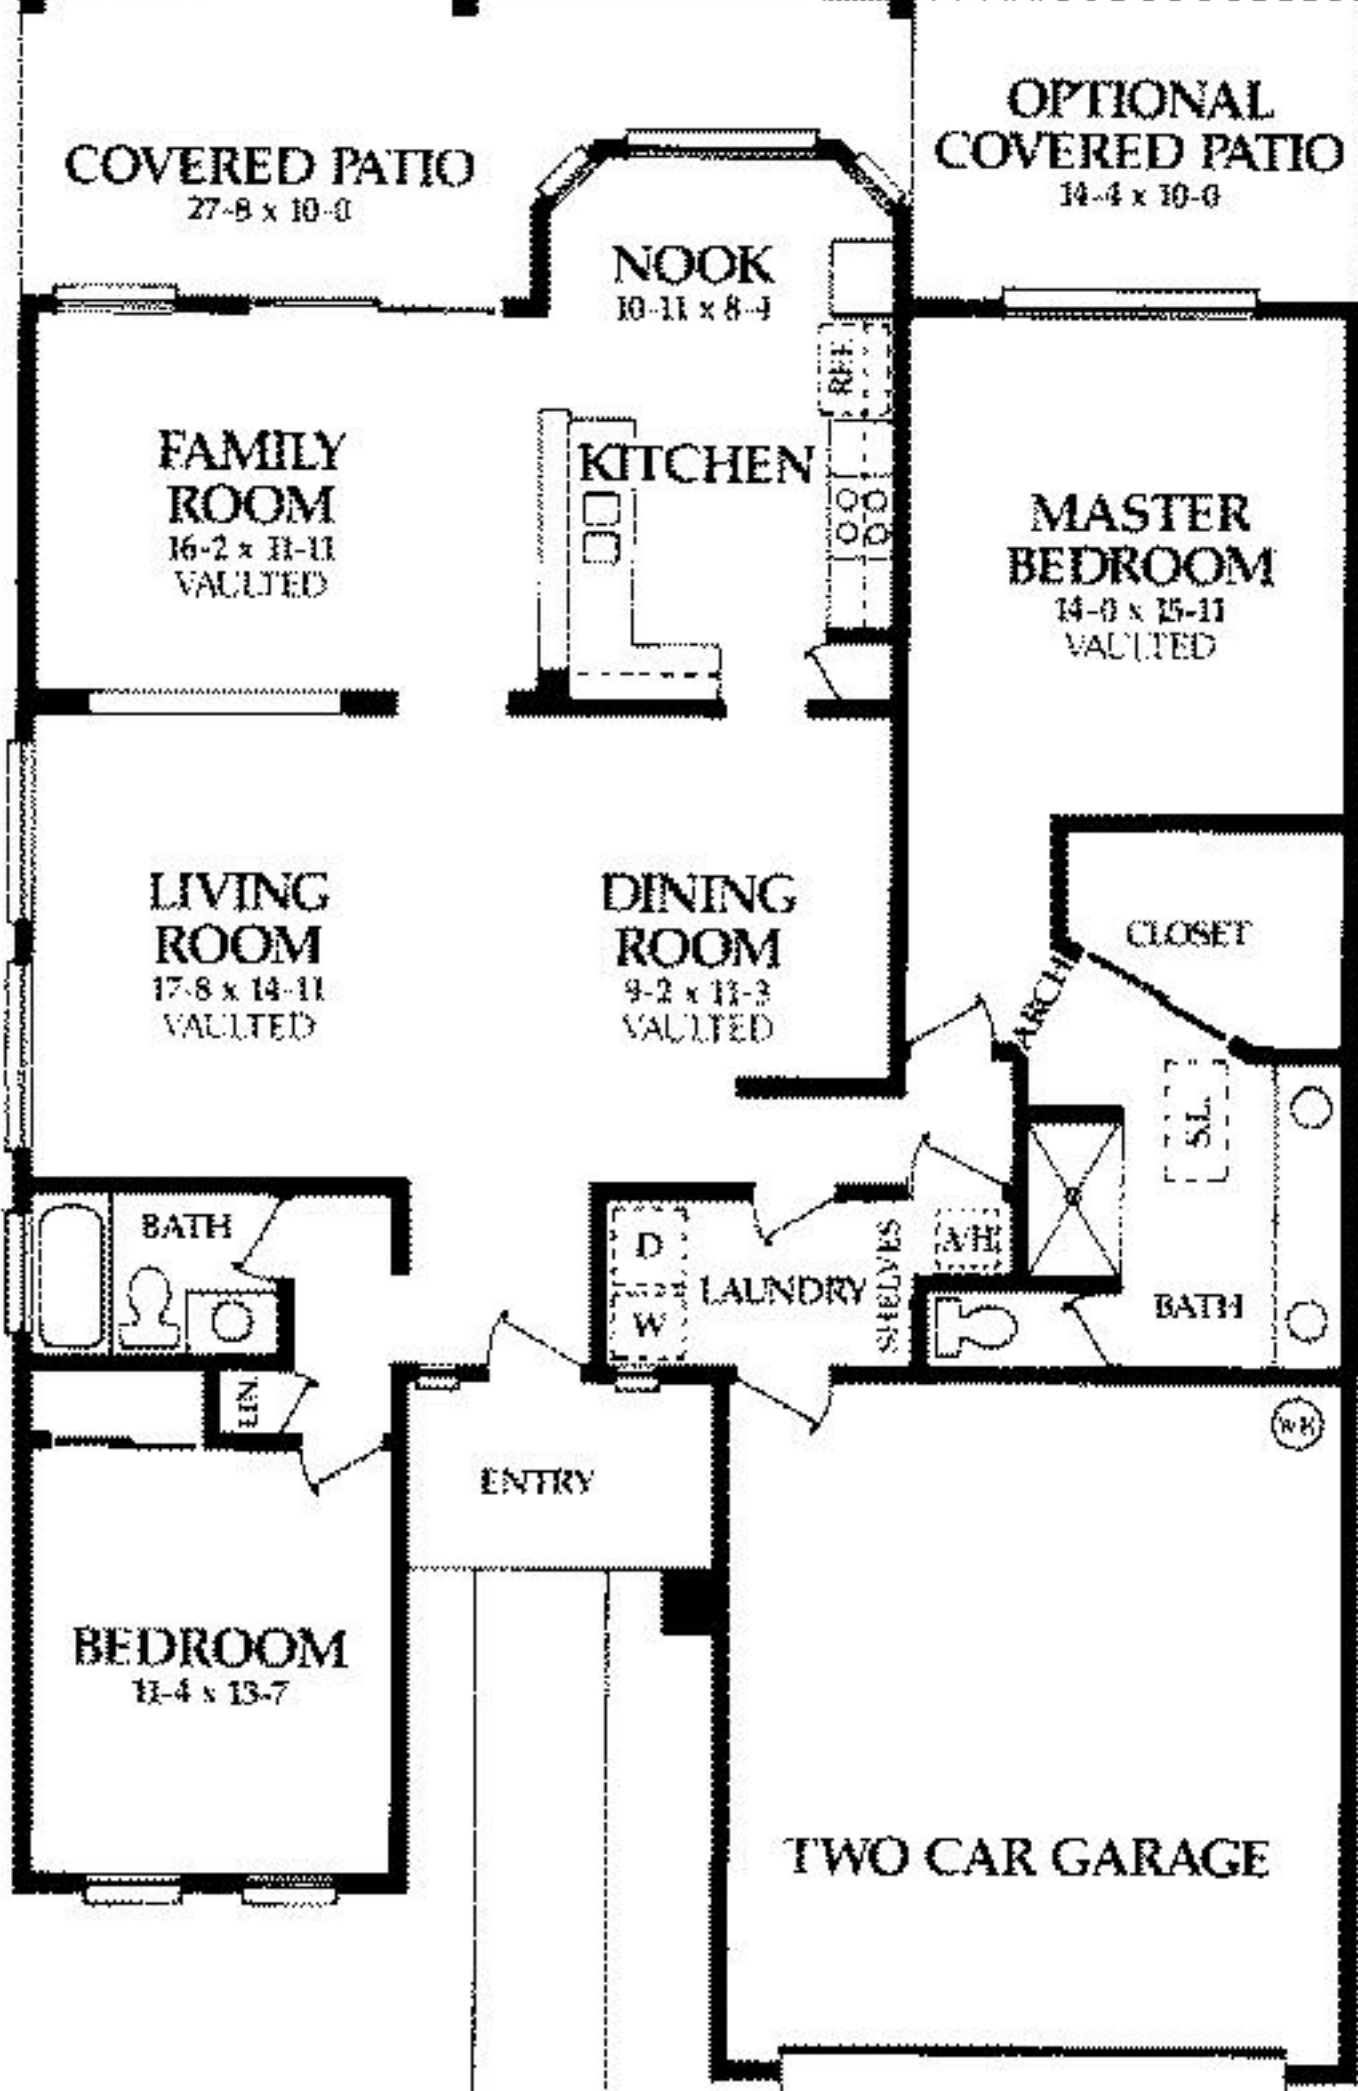 OPTIONAL
COVERED PATIO
14-4 x 10-0
COVERED PATIO
27-8 x 10-0
NOOK
10-11 x 8-4
REF.
FAMILY
ROOM
16-2 x 11-11
VAULTED
KITCHEN
MASTER
BEDROOM
14-0 x 15-11
VAULTED
LIVING
ROOM
17-8 x 14-11
VAULTED
DINING
ROOM
9-2 x 11-3
VAULTED
CLOSET
ARCH
S.L.
BATH
D
W
LAUNDRY
SHELVES
A/H
BATH
LIN.
WH
ENTRY
BEDROOM
11-4 x 13-7
TWO CAR GARAGE